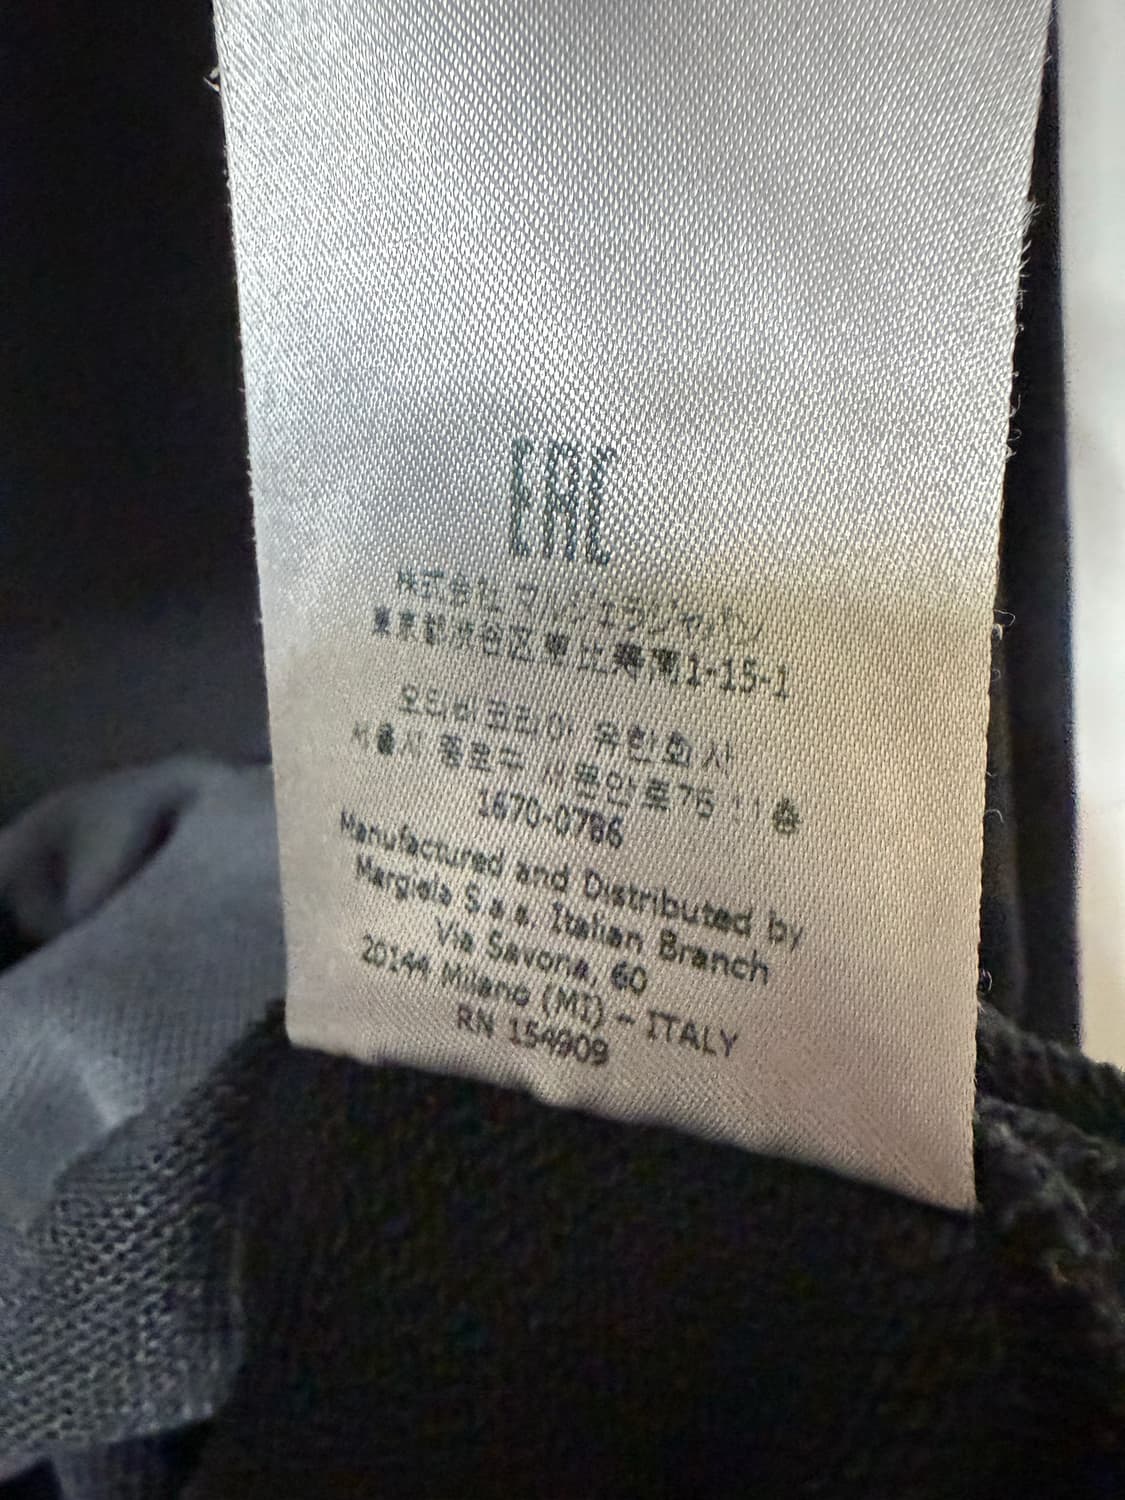 EAC
株式会社マルジェラジャパン
東京都渋谷区恵比寿南1-15-1
오티비코리아 유한회사
서울시 종로구 새문안로76 11층
1670-0786
Manufactured and Distributed by
Margiela S.a.s. Italian Branch
Via Savona, 60
20144 Milano (MI) - ITALY
RN 154909